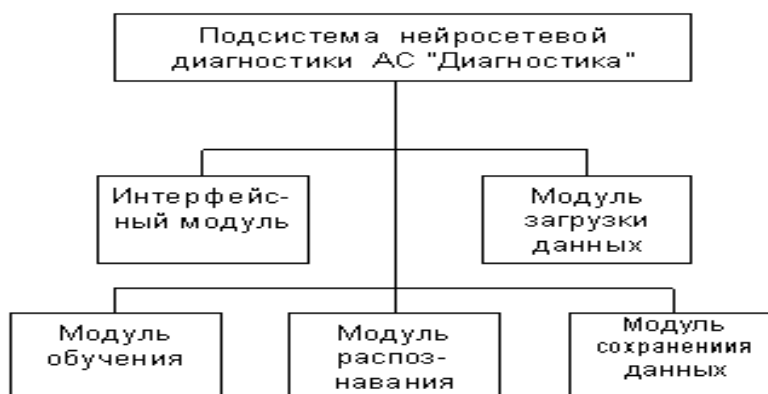 Подсистема нейросетевой
диагностики АС "Диагностика"
Интерфейс-
ный модуль
Модуль
загрузки
данных
Модуль
обучения
Модуль
распоз-
навания
Модуль
сохранениия
данных